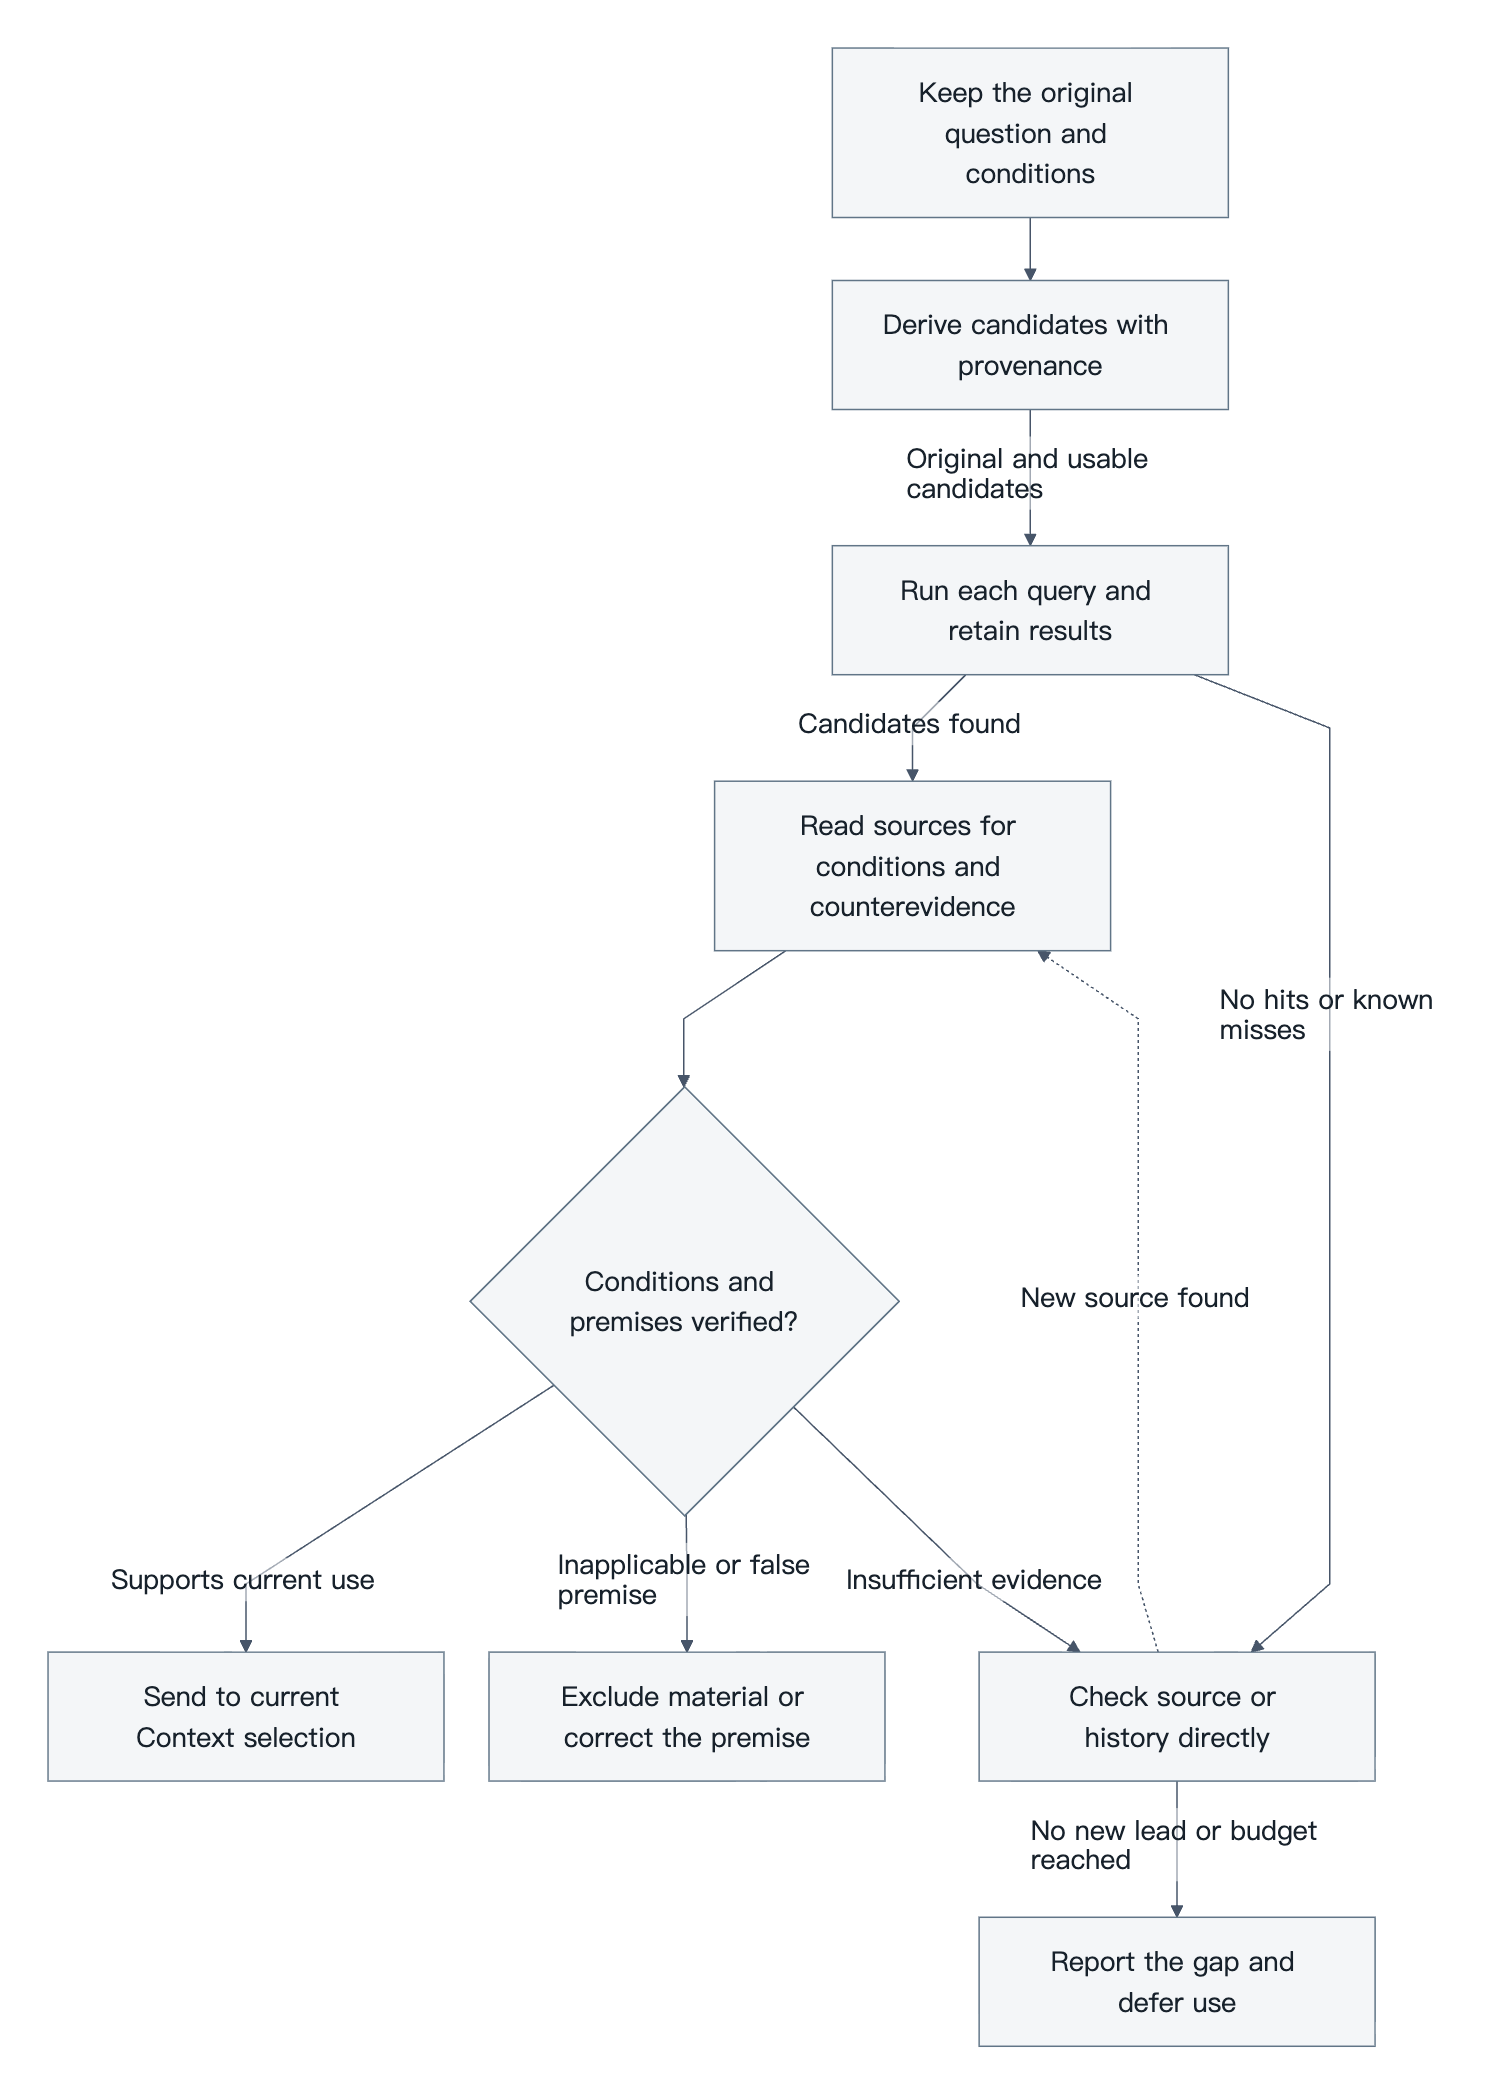 Keep the original
question and
conditions
Derive candidates with
provenance
Original and usable
candidates
Run each query and
retain results
Candidates found
Read sources for
conditions and
counterevidence
No hits or known
misses
Conditions and
premises verified?
New source found
Supports current use
Inapplicable or false
premise
Insufficient evidence
Send to current
Context selection
Exclude material or
correct the premise
Check source or
history directly
No new lead or budget
reached
Report the gap and
defer use